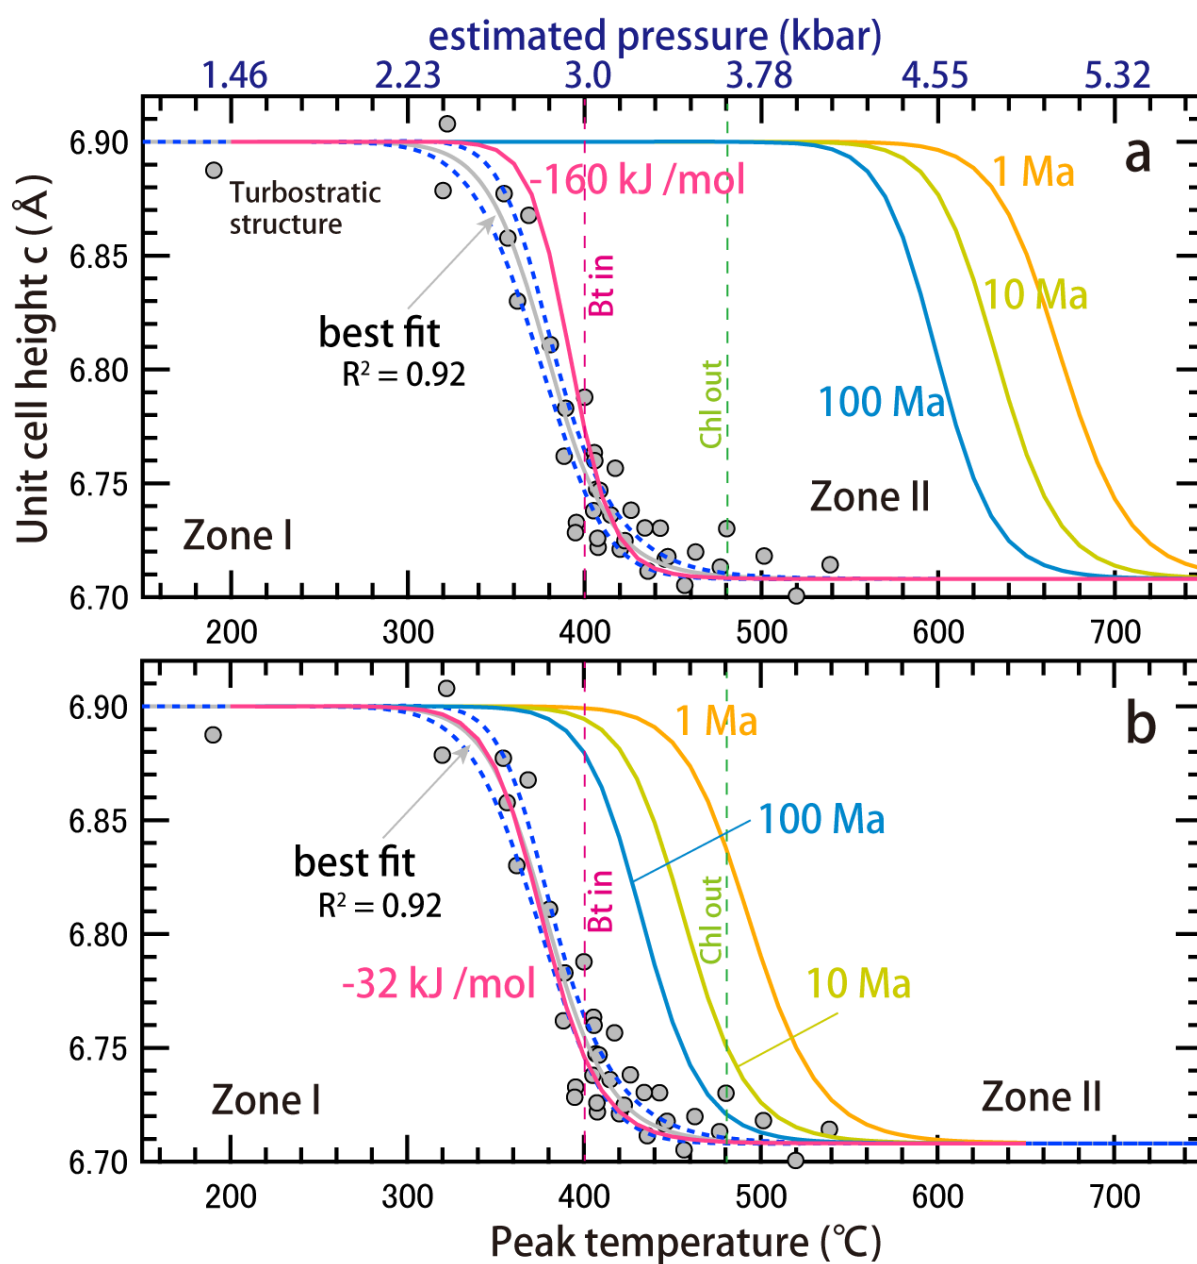 estimated pressure (kbar)
1.46 2.23 3.0 3.78 4.55 5.32
6.90
6.85
6.80
6.75
6.70
Unit cell height c (Å)
a
-160 kJ /mol
1 Ma
Turbostratic
structure
Bt in
10 Ma
best fit
R² = 0.92
Chl out
100 Ma
Zone I
Zone II
200 300 400 500 600 700
6.90
6.85
6.80
6.75
6.70
b
1 Ma
100 Ma
best fit
R² = 0.92
Bt in
Chl out
-32 kJ /mol
10 Ma
Zone I
Zone II
200 300 400 500 600 700
Peak temperature (℃)